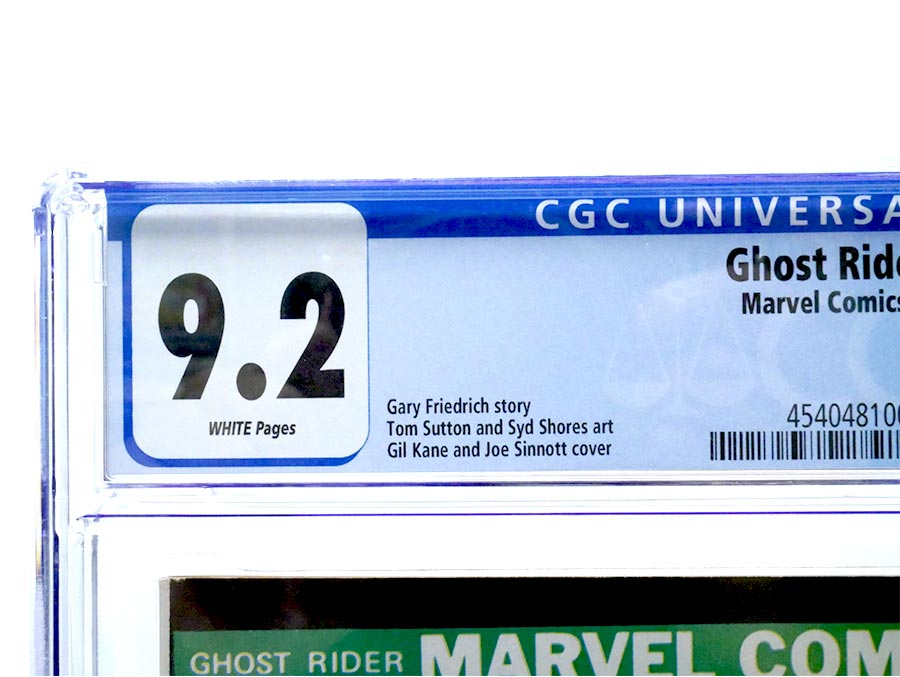 CGC UNIVERSA
9.2
WHITE Pages
Ghost Ride
Marvel Comics
Gary Friedrich story
Tom Sutton and Syd Shores art
Gil Kane and Joe Sinnott cover
454048100
GHOST RIDER MARVEL COM